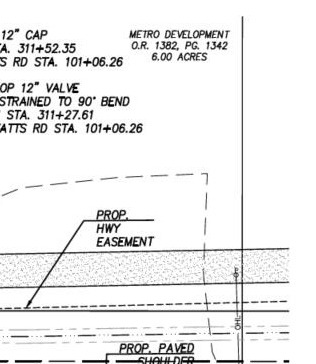 12" CAP
TA. 311+52.35
TS RD STA. 101+06.26
METRO DEVELOPMENT
O.R. 1382, PG. 1342
6.00 ACRES
OP 12" VALVE
STRAINED TO 90° BEND
STA. 311+27.61
ATTS RD STA. 101+06.26
PROP.
HWY
EASEMENT
OHL
PROP. PAVED
SHOULDER